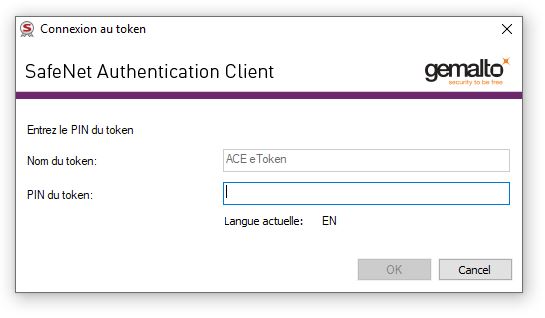 Connexion au token
SafeNet Authentication Client
gemalto
security to be free
Entrez le PIN du token
Nom du token:
ACE eToken
PIN du token:
Langue actuelle: EN
OK
Cancel